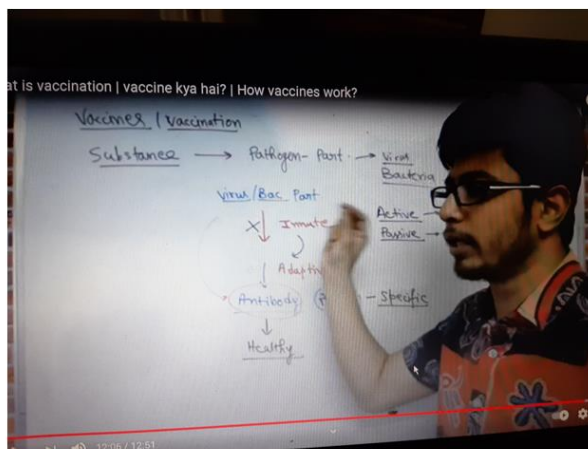 at is vaccination | vaccine kya hai? | How vaccines work?
Vaccines / Vaccination
Substance → Pathogen - Part → Virus
Bacteria
Virus/Bac Part
X Innate
Active
Passive
Adaptiv
Antibody - Specific
Healthy
12:06 / 12:51